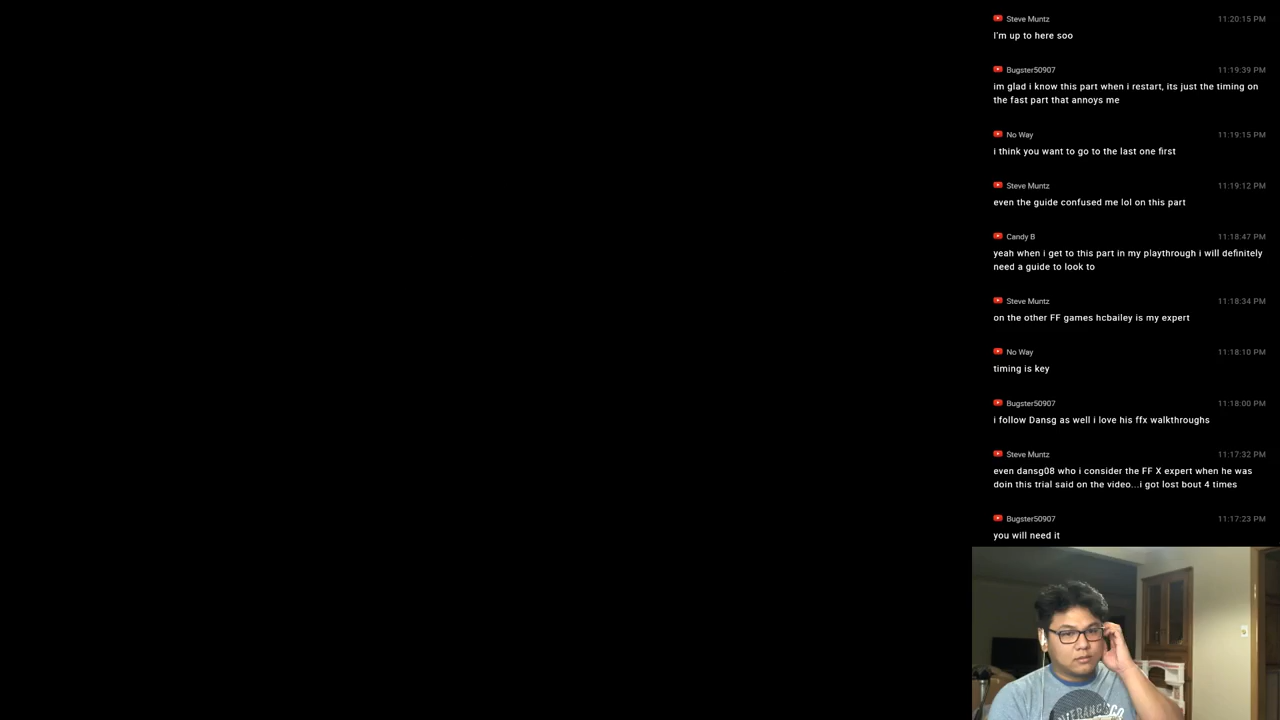 Steve Muntz 11:20:15 PM
I'm up to here soo
Bugster50907 11:19:39 PM
im glad i know this part when i restart, its just the timing on
the fast part that annoys me
No Way 11:19:15 PM
i think you want to go to the last one first
Steve Muntz 11:19:12 PM
even the guide confused me lol on this part
Candy B 11:18:47 PM
yeah when i get to this part in my playthrough i will definitely
need a guide to look to
Steve Muntz 11:18:34 PM
on the other FF games hcbailey is my expert
No Way 11:18:10 PM
timing is key
Bugster50907 11:18:00 PM
i follow Dansg as well i love his ffx walkthroughs
Steve Muntz 11:17:32 PM
even dansg08 who i consider the FF X expert when he was
doin this trial said on the video...i got lost bout 4 times
Bugster50907 11:17:23 PM
you will need it